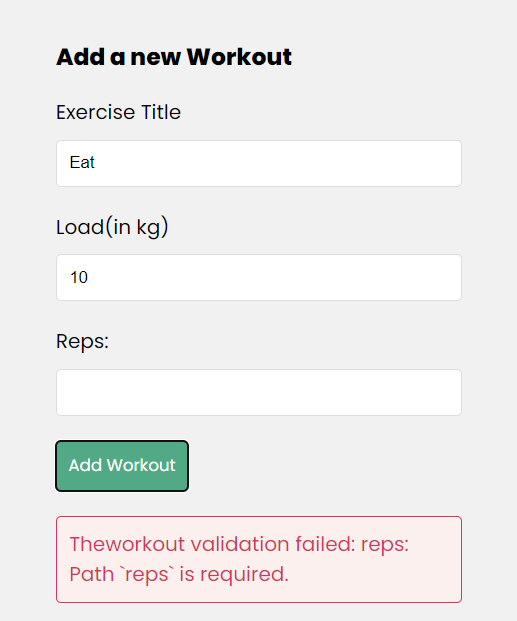 Add a new Workout
Exercise Title
Eat
Load(in kg)
10
Reps:
Add Workout
Theworkout validation failed: reps:
Path `reps` is required.